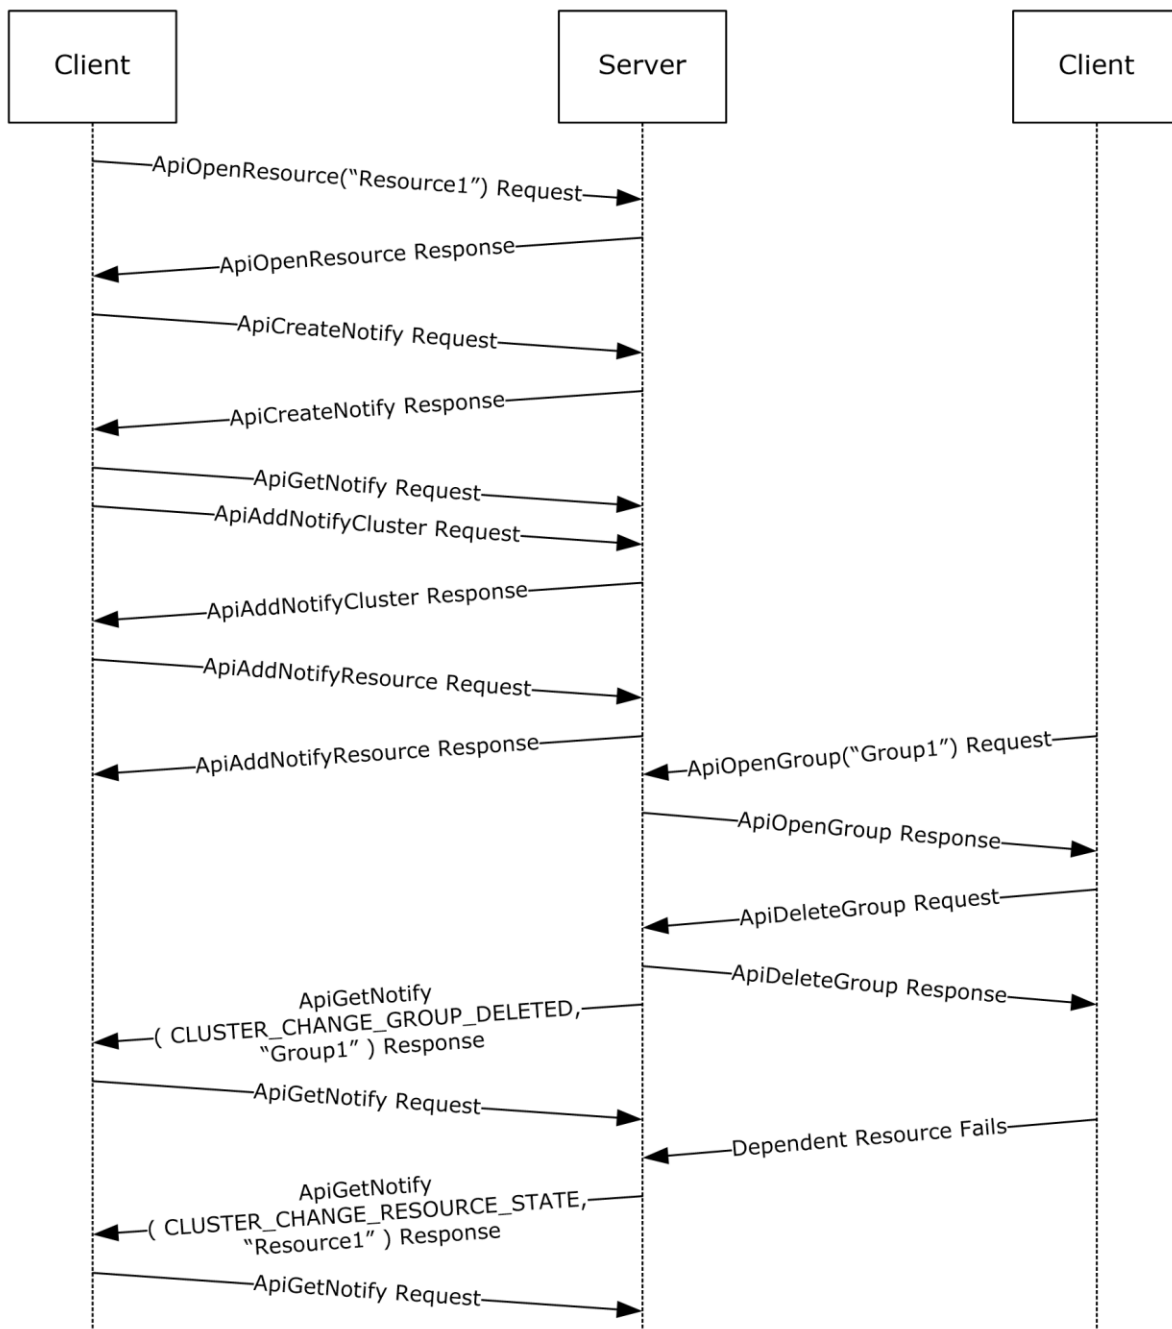 Client
Server
Client
ApiOpenResource(“Resource1”) Request
ApiOpenResource Response
ApiCreateNotify Request
ApiCreateNotify Response
ApiGetNotify Request
ApiAddNotifyCluster Request
ApiAddNotifyCluster Response
ApiAddNotifyResource Request
ApiAddNotifyResource Response
ApiOpenGroup(“Group1”) Request
ApiOpenGroup Response
ApiDeleteGroup Request
ApiDeleteGroup Response
ApiGetNotify
( CLUSTER_CHANGE_GROUP_DELETED,
“Group1” ) Response
ApiGetNotify Request
Dependent Resource Fails
ApiGetNotify
( CLUSTER_CHANGE_RESOURCE_STATE,
“Resource1” ) Response
ApiGetNotify Request